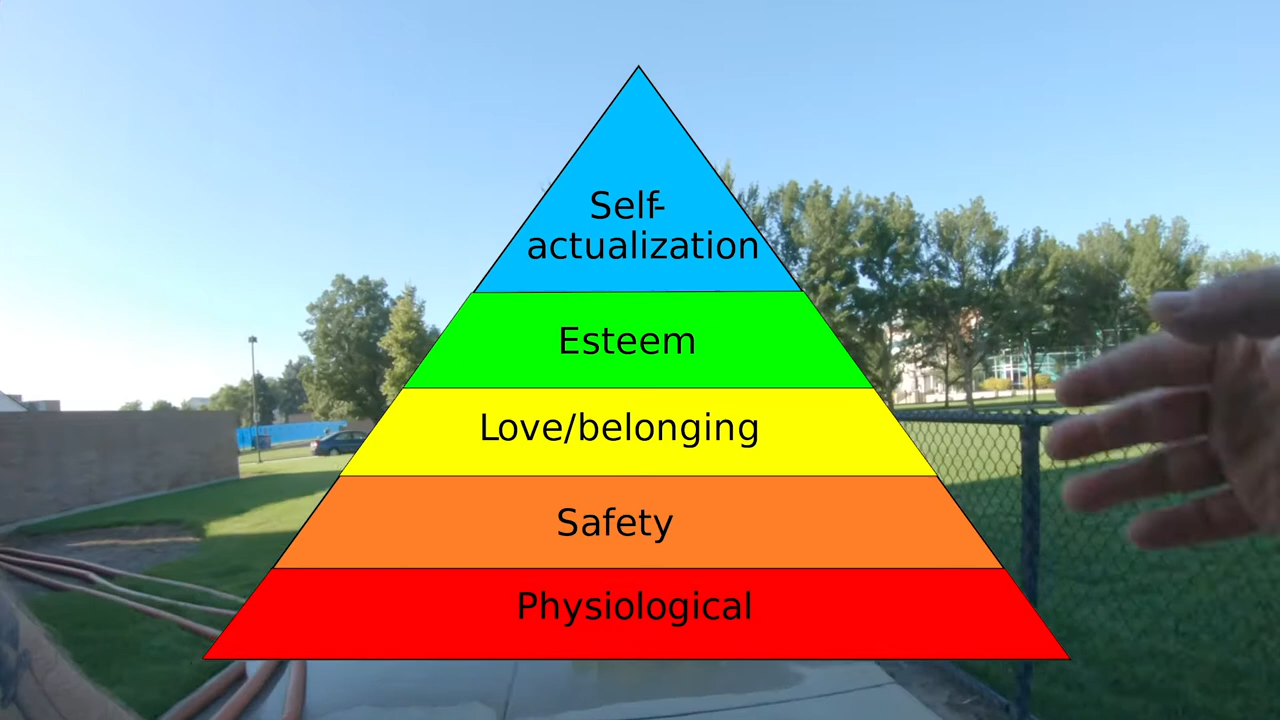 Self-
actualization
Esteem
Love/belonging
Safety
Physiological